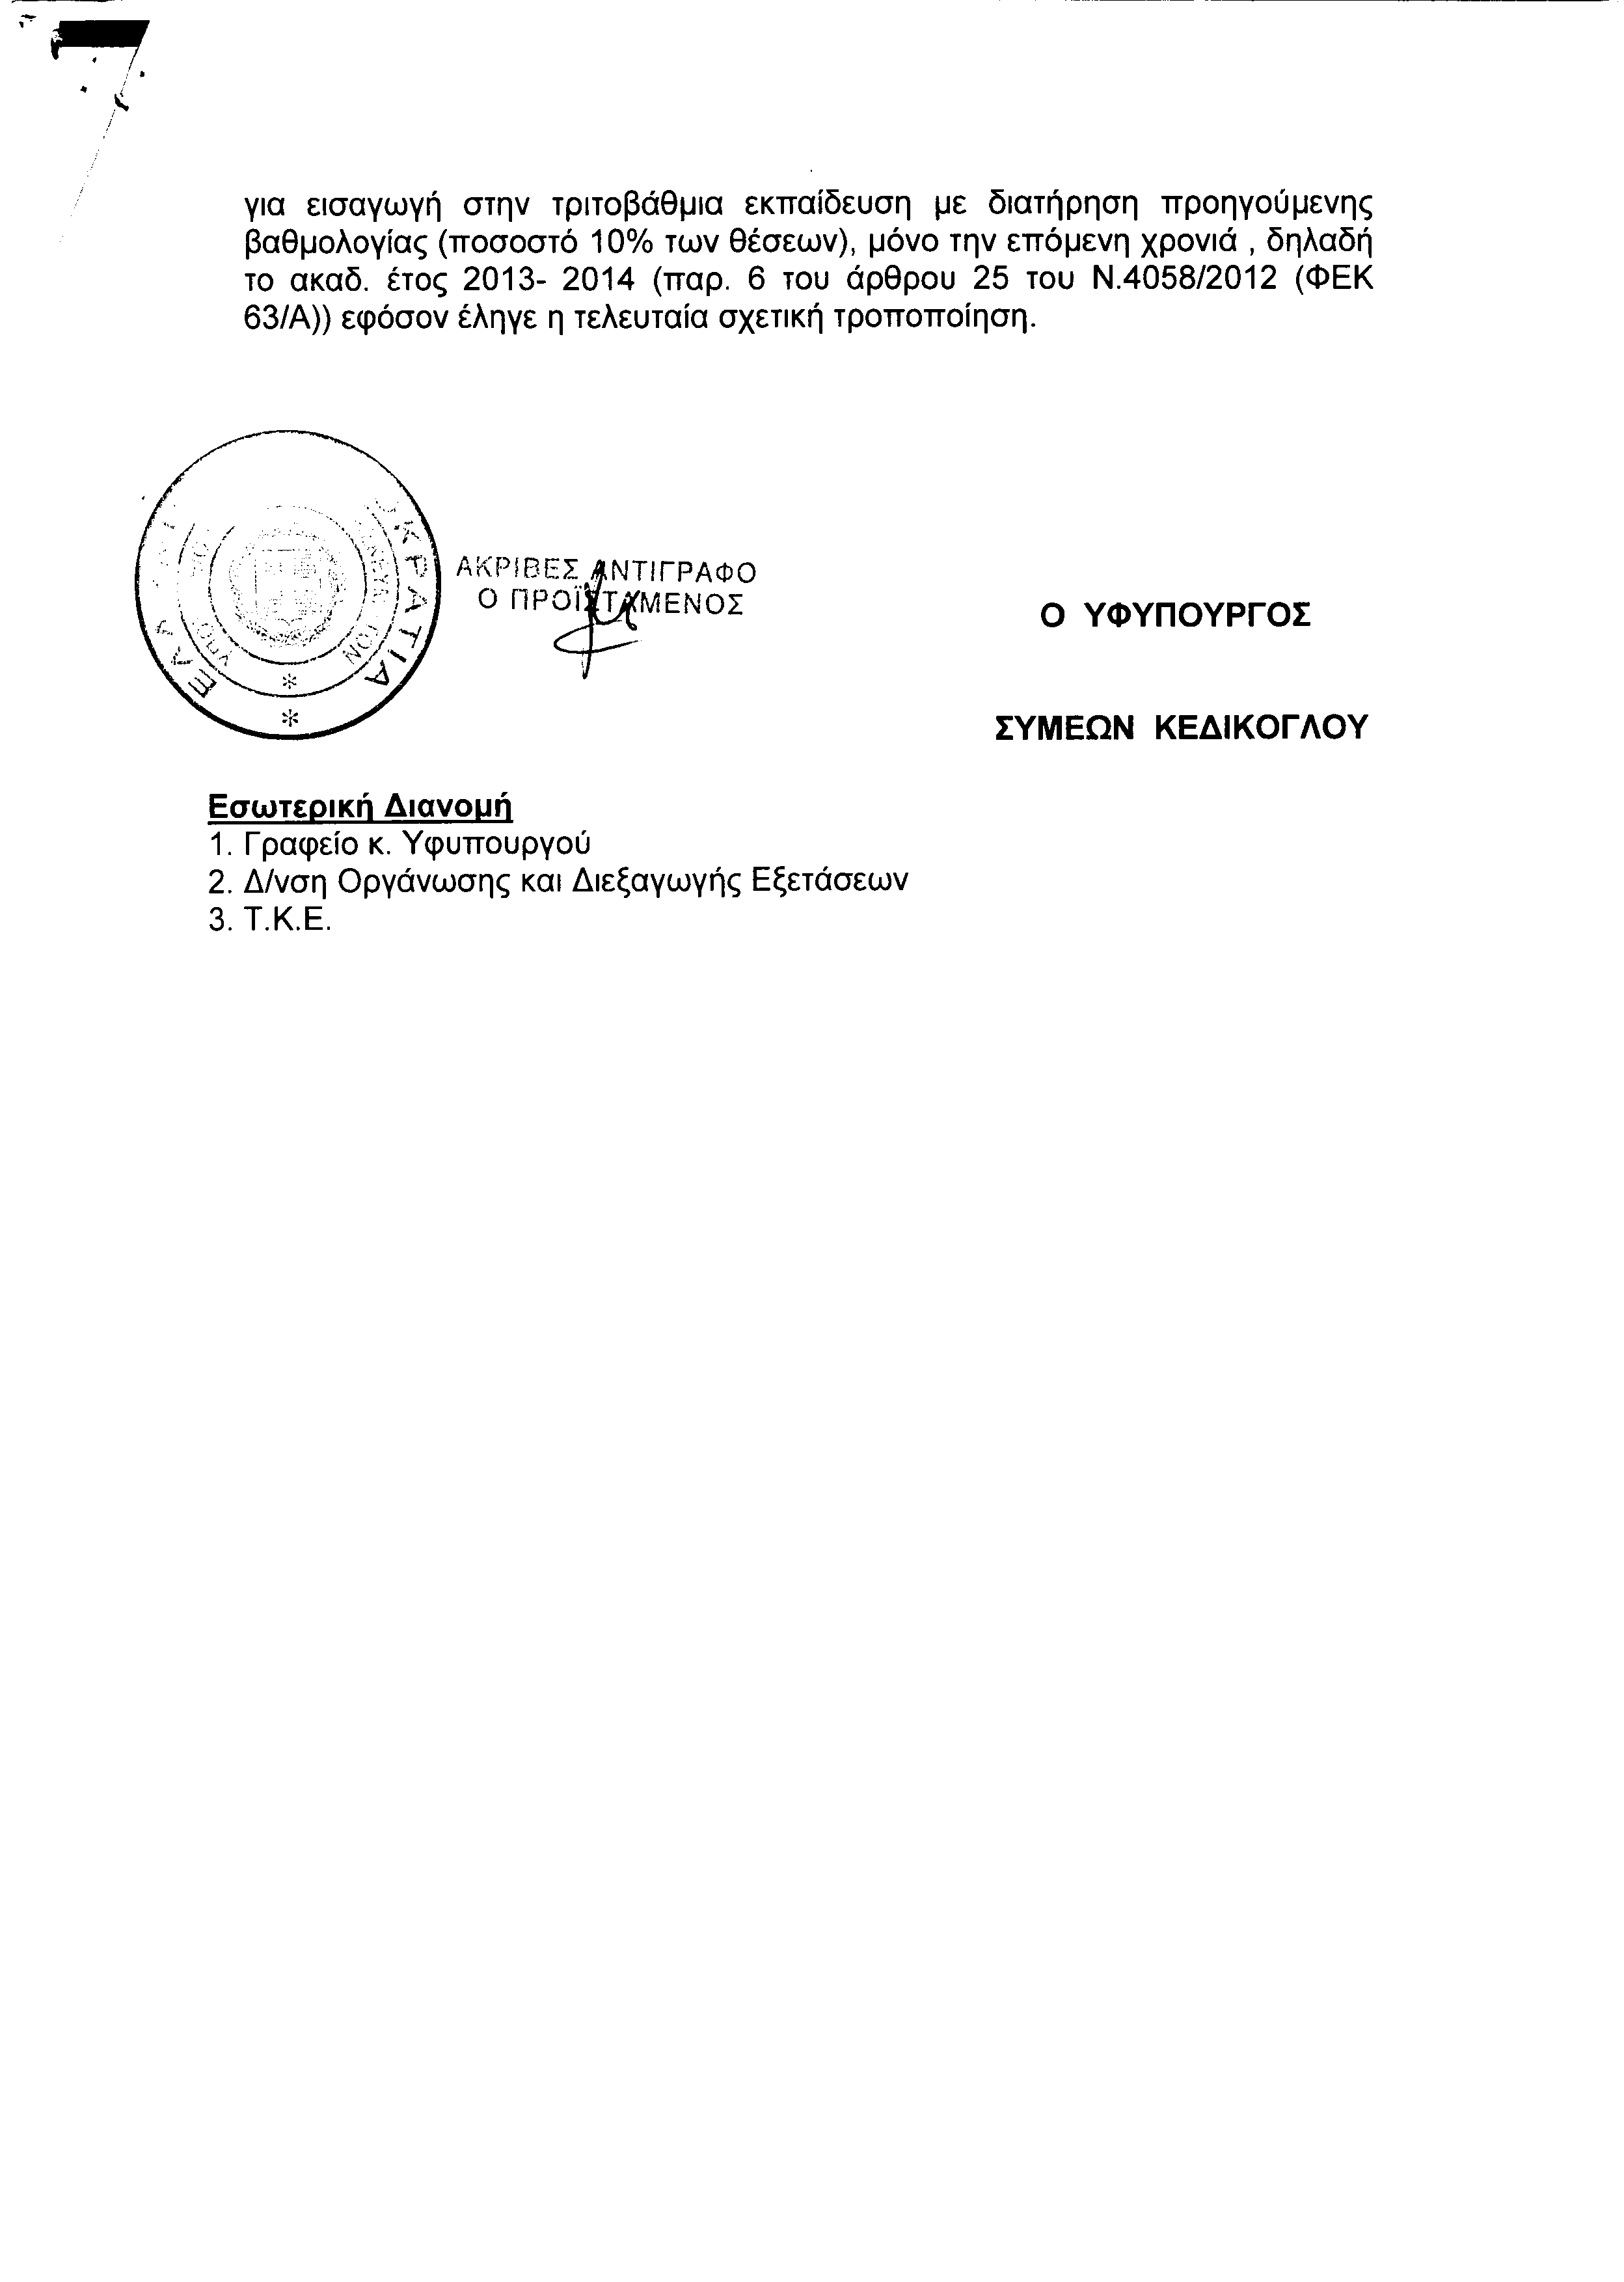 για εισαγωγή στην τριτοβάθμια εκπαίδευση με διατήρηση προηγούμενης
βαθμολογίας (ποσοστό 10% των θέσεων), μόνο την επόμενη χρονιά , δηλαδή
το ακαδ. έτος 2013- 2014 (παρ. 6 του άρθρου 25 του Ν.4058/2012 (ΦΕΚ
63/Α)) εφόσον έληγε η τελευταία σχετική τροποποίηση.
ΑΚΡΙΒΕΣ ΑΝΤΙΓΡΑΦΟ
Ο ΠΡΟΪΣΤΑΜΕΝΟΣ
Ο ΥΦΥΠΟΥΡΓΟΣ
ΣΥΜΕΩΝ ΚΕΔΙΚΟΓΛΟΥ
Εσωτερική Διανομή
1. Γραφείο κ. Υφυπουργού
2. Δ/νση Οργάνωσης και Διεξαγωγής Εξετάσεων
3. Τ.Κ.Ε.